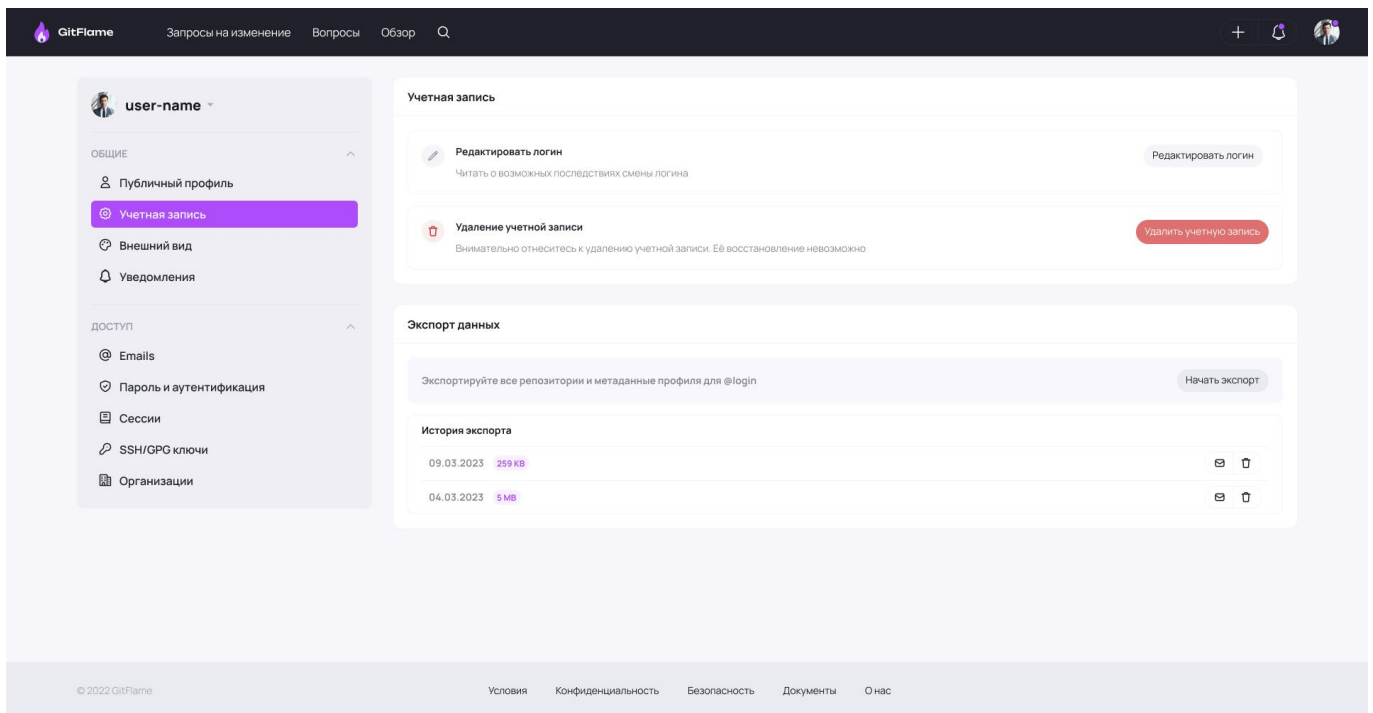 GitFlame
Запросы на изменение Вопросы Обзор
user-name
ОБЩИЕ
Публичный профиль
Учетная запись
Внешний вид
Уведомления
ДОСТУП
Emails
Пароль и аутентификация
Сессии
SSH/GPG ключи
Организации
Учетная запись
Редактировать логин
Читать о возможных последствиях смены логина
Редактировать логин
Удаление учетной записи
Внимательно отнеситесь к удалению учетной записи. Её восстановление невозможно
Удалить учетную запись
Экспорт данных
Экспортируйте все репозитории и метаданные профиля для @login
Начать экспорт
История экспорта
09.03.2023 259 KB
04.03.2023 5 MB
© 2022 GitFlame
Условия Конфиденциальность Безопасность Документы О нас